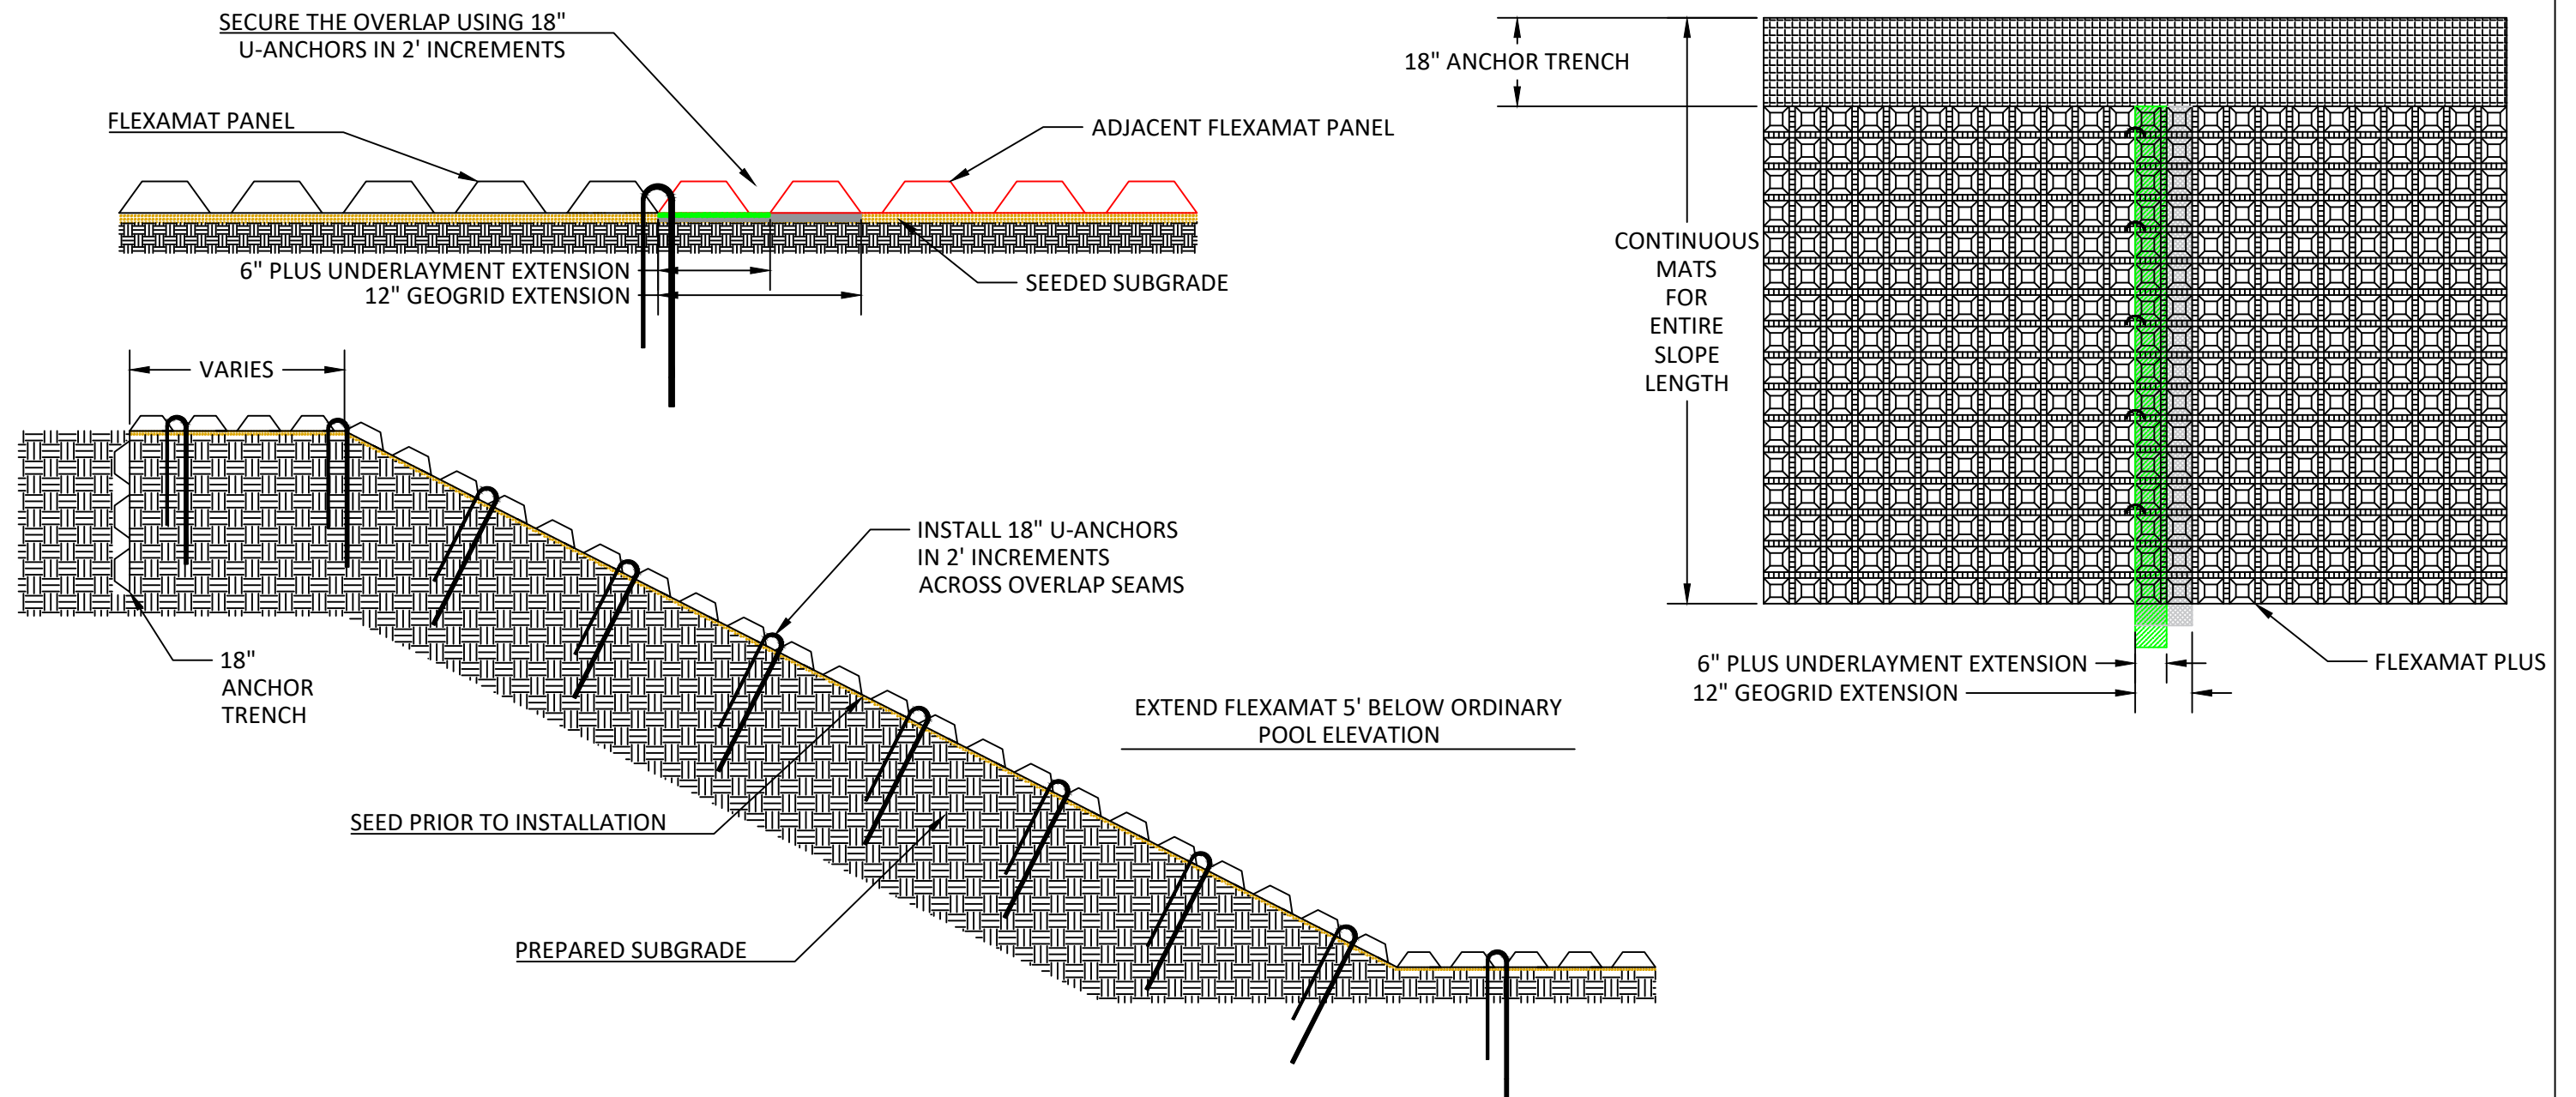 SECURE THE OVERLAP USING 18"
U-ANCHORS IN 2' INCREMENTS
FLEXAMAT PANEL
ADJACENT FLEXAMAT PANEL
6" PLUS UNDERLAYMENT EXTENSION
12" GEOGRID EXTENSION
SEEDED SUBGRADE
18" ANCHOR TRENCH
CONTINUOUS
MATS
FOR
ENTIRE
SLOPE
LENGTH
6" PLUS UNDERLAYMENT EXTENSION
12" GEOGRID EXTENSION
FLEXAMAT PLUS
VARIES
INSTALL 18" U-ANCHORS
IN 2' INCREMENTS
ACROSS OVERLAP SEAMS
18"
ANCHOR
TRENCH
EXTEND FLEXAMAT 5' BELOW ORDINARY
POOL ELEVATION
SEED PRIOR TO INSTALLATION
PREPARED SUBGRADE